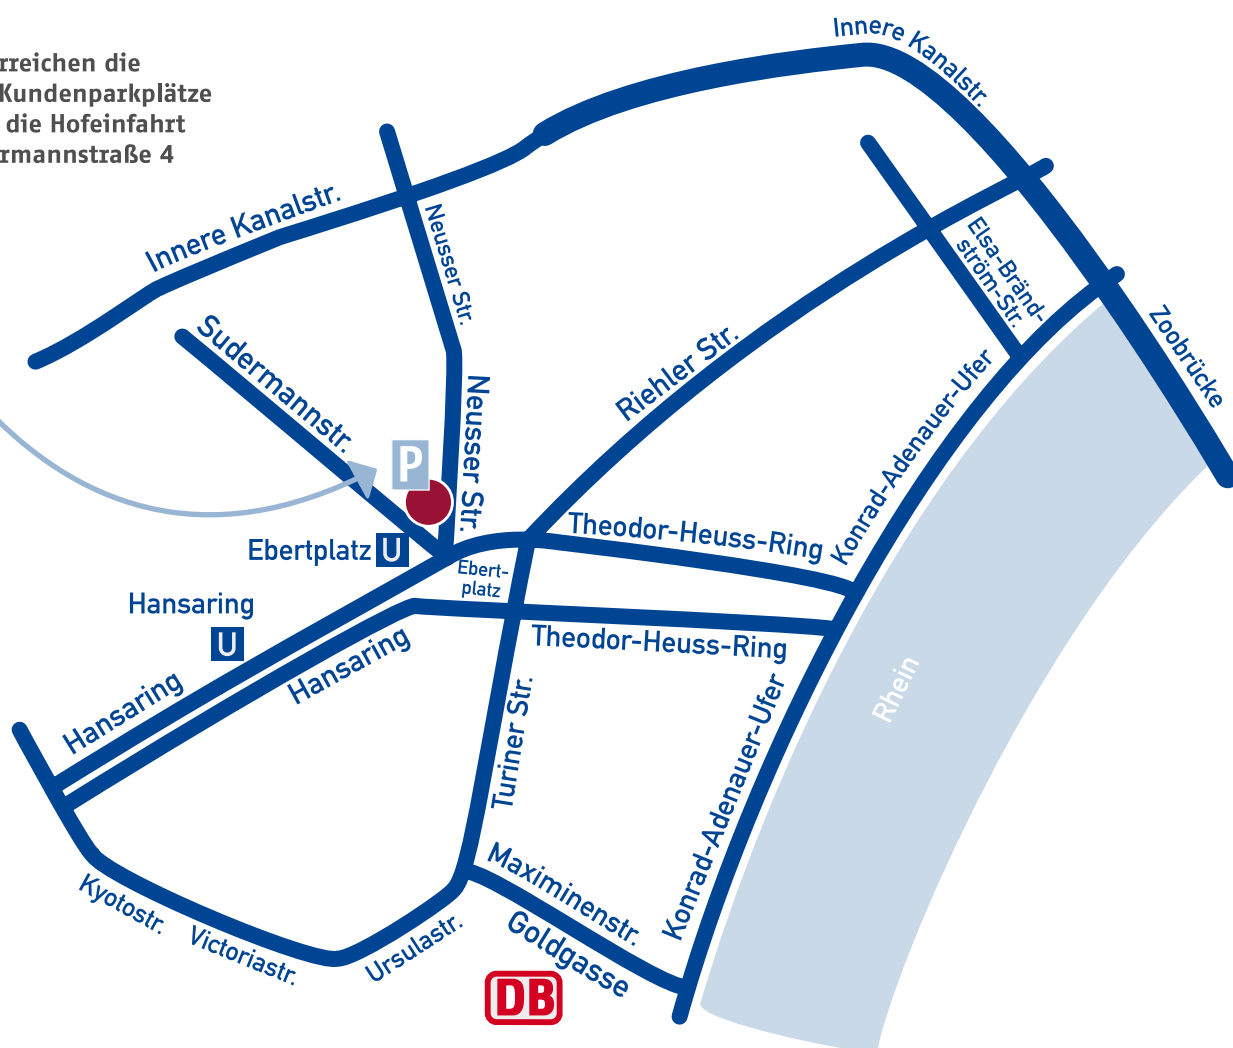 rreichen die
Kundenparkplätze
die Hofeinfahrt
rmannstraße 4
Innere Kanalstr.
Innere Kanalstr.
Neusser Str.
Elsa-Bränd-
ström-Str.
Zoobrücke
Sudermannstr.
Riehler Str.
Neusser Str.
Konrad-Adenauer-Ufer
P
Theodor-Heuss-Ring
Ebertplatz U
Ebert-
platz
Hansaring
U
Theodor-Heuss-Ring
Hansaring
Hansaring
Rhein
Turiner Str.
Konrad-Adenauer-Ufer
Maximinenstr.
Goldgasse
Kyotostr.
Victoriastr.
Ursulastr.
DB